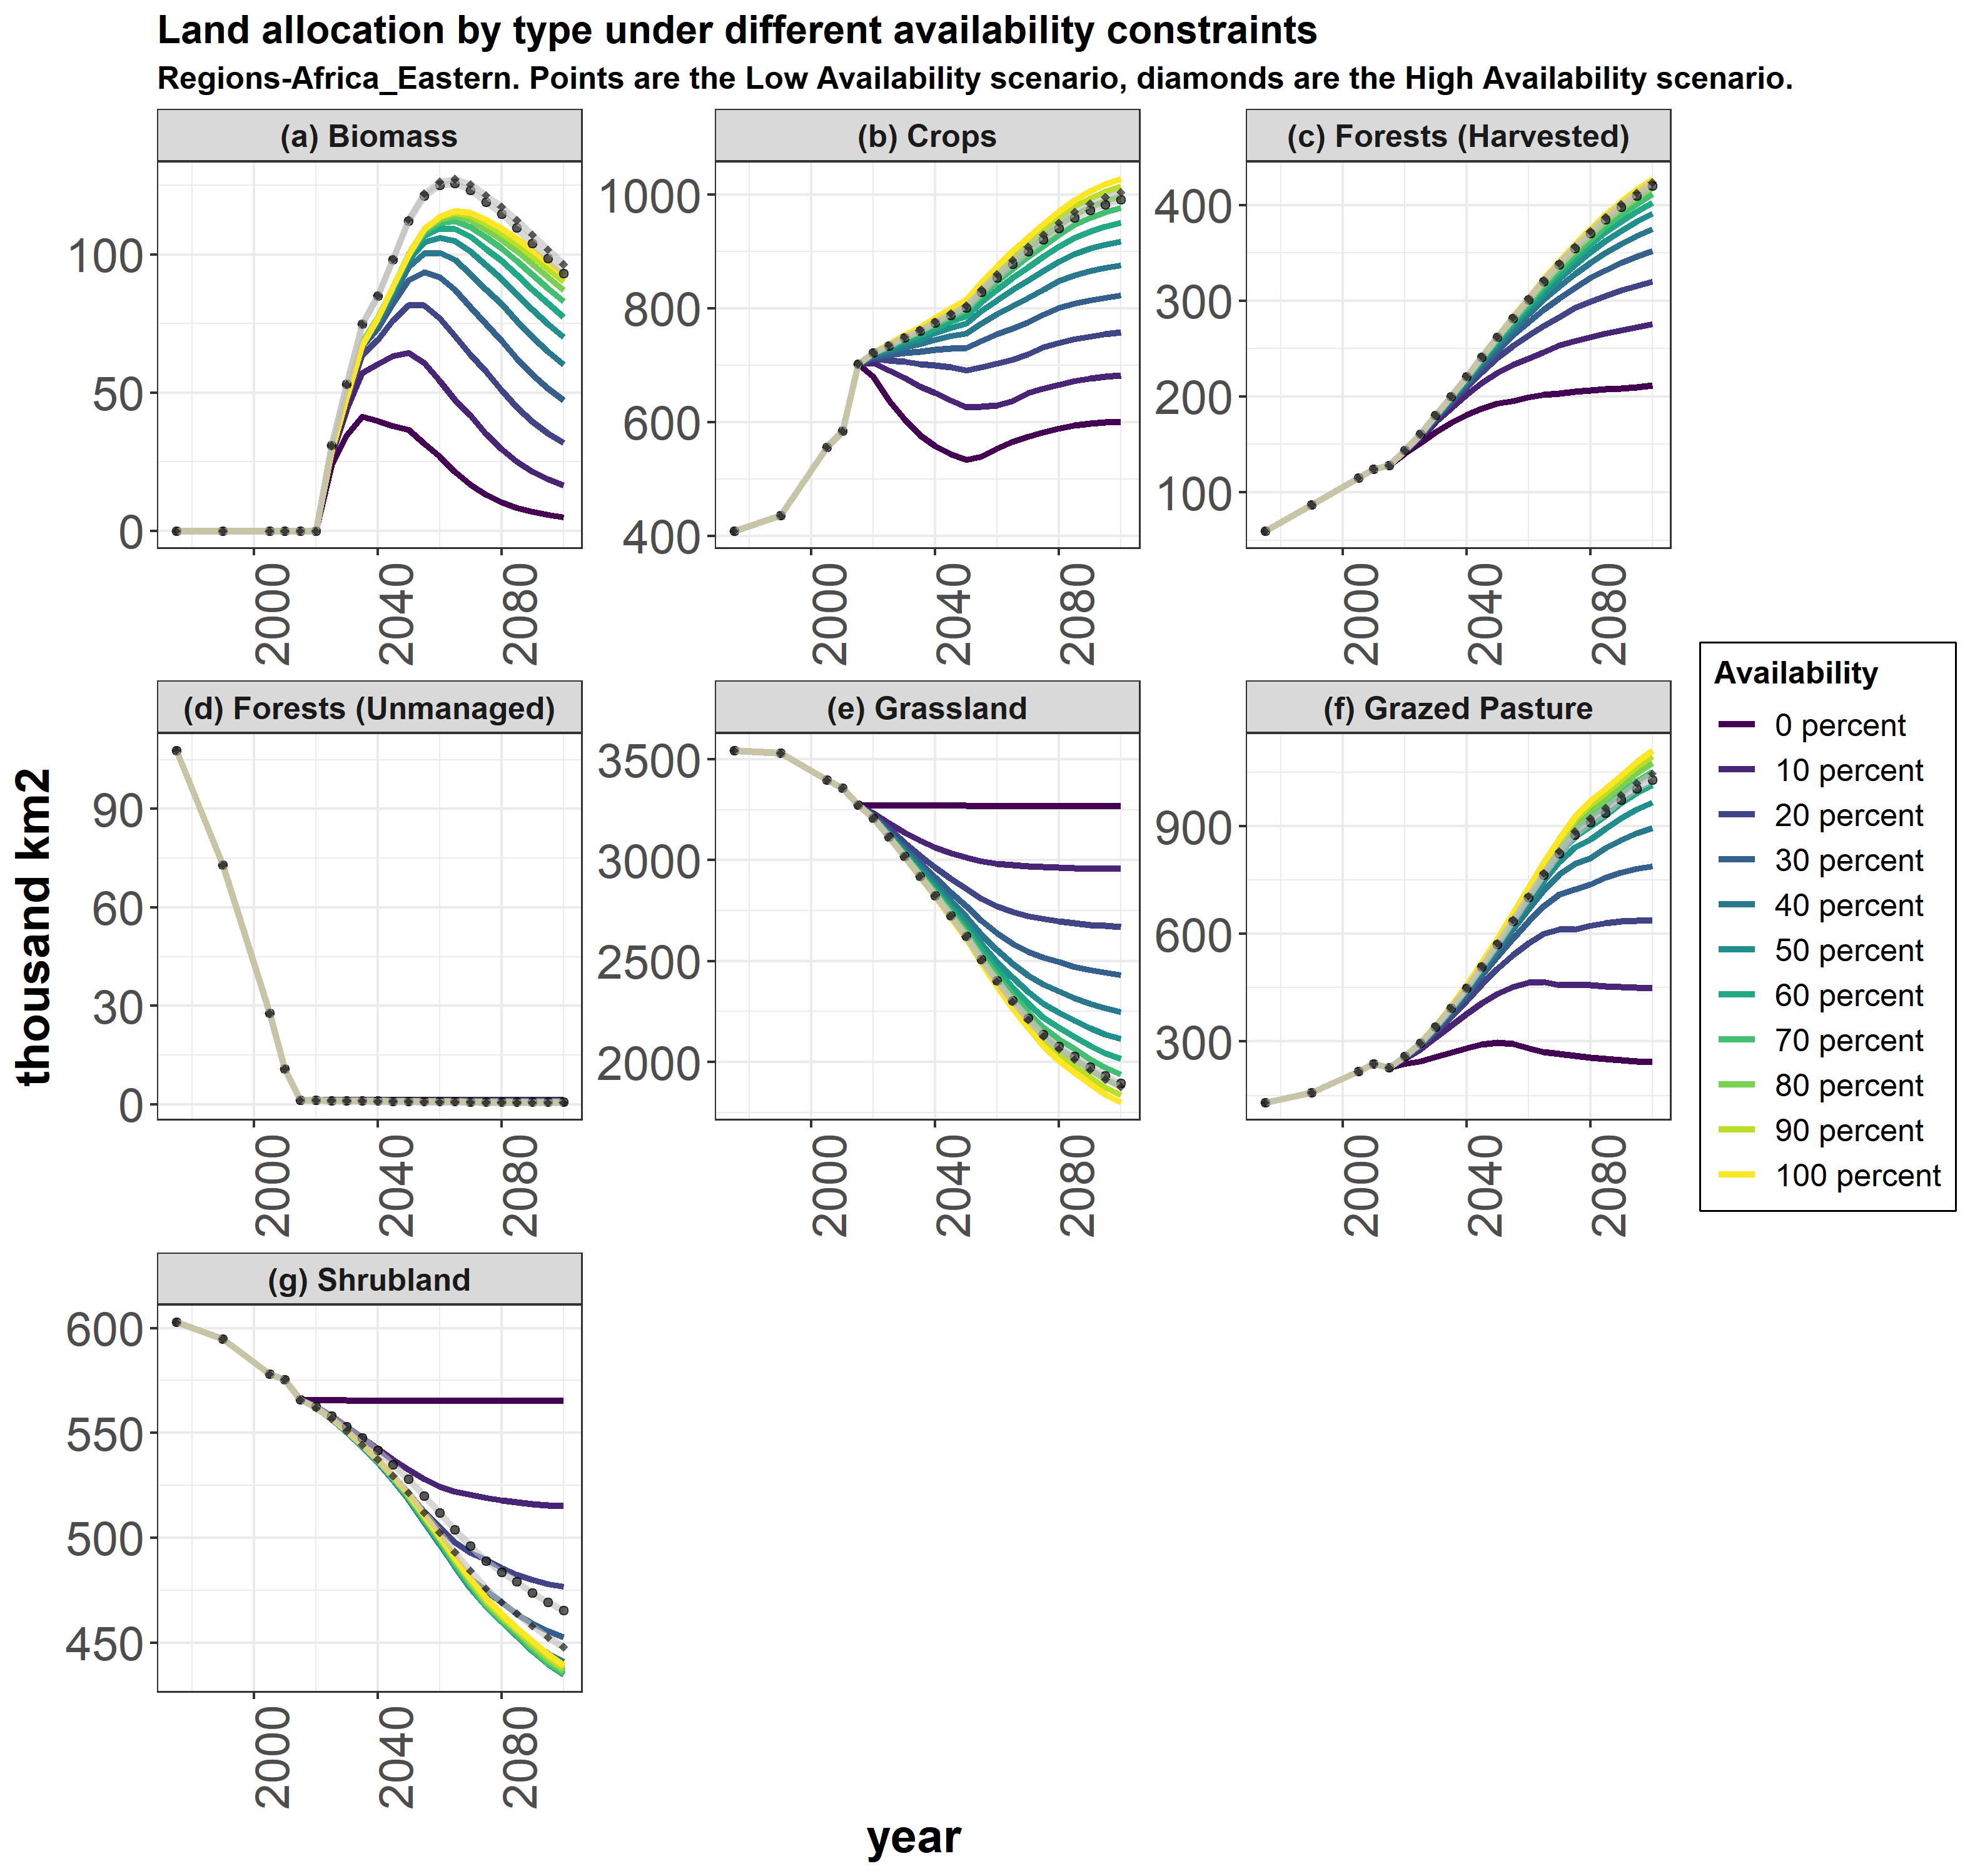 Land allocation by type under different availability constraints
Regions-Africa_Eastern. Points are the Low Availability scenario, diamonds are the High Availability scenario.
(a) Biomass
100
50
0
2000
2040
2080
(b) Crops
1000
800
600
400
2000
2040
2080
(c) Forests (Harvested)
400
300
200
100
2000
2040
2080
thousand km2
(d) Forests (Unmanaged)
90
60
30
0
2000
2040
2080
(e) Grassland
3500
3000
2500
2000
2000
2040
2080
(f) Grazed Pasture
900
600
300
2000
2040
2080
Availability
0 percent
10 percent
20 percent
30 percent
40 percent
50 percent
60 percent
70 percent
80 percent
90 percent
100 percent
(g) Shrubland
600
550
500
450
2000
2040
2080
year